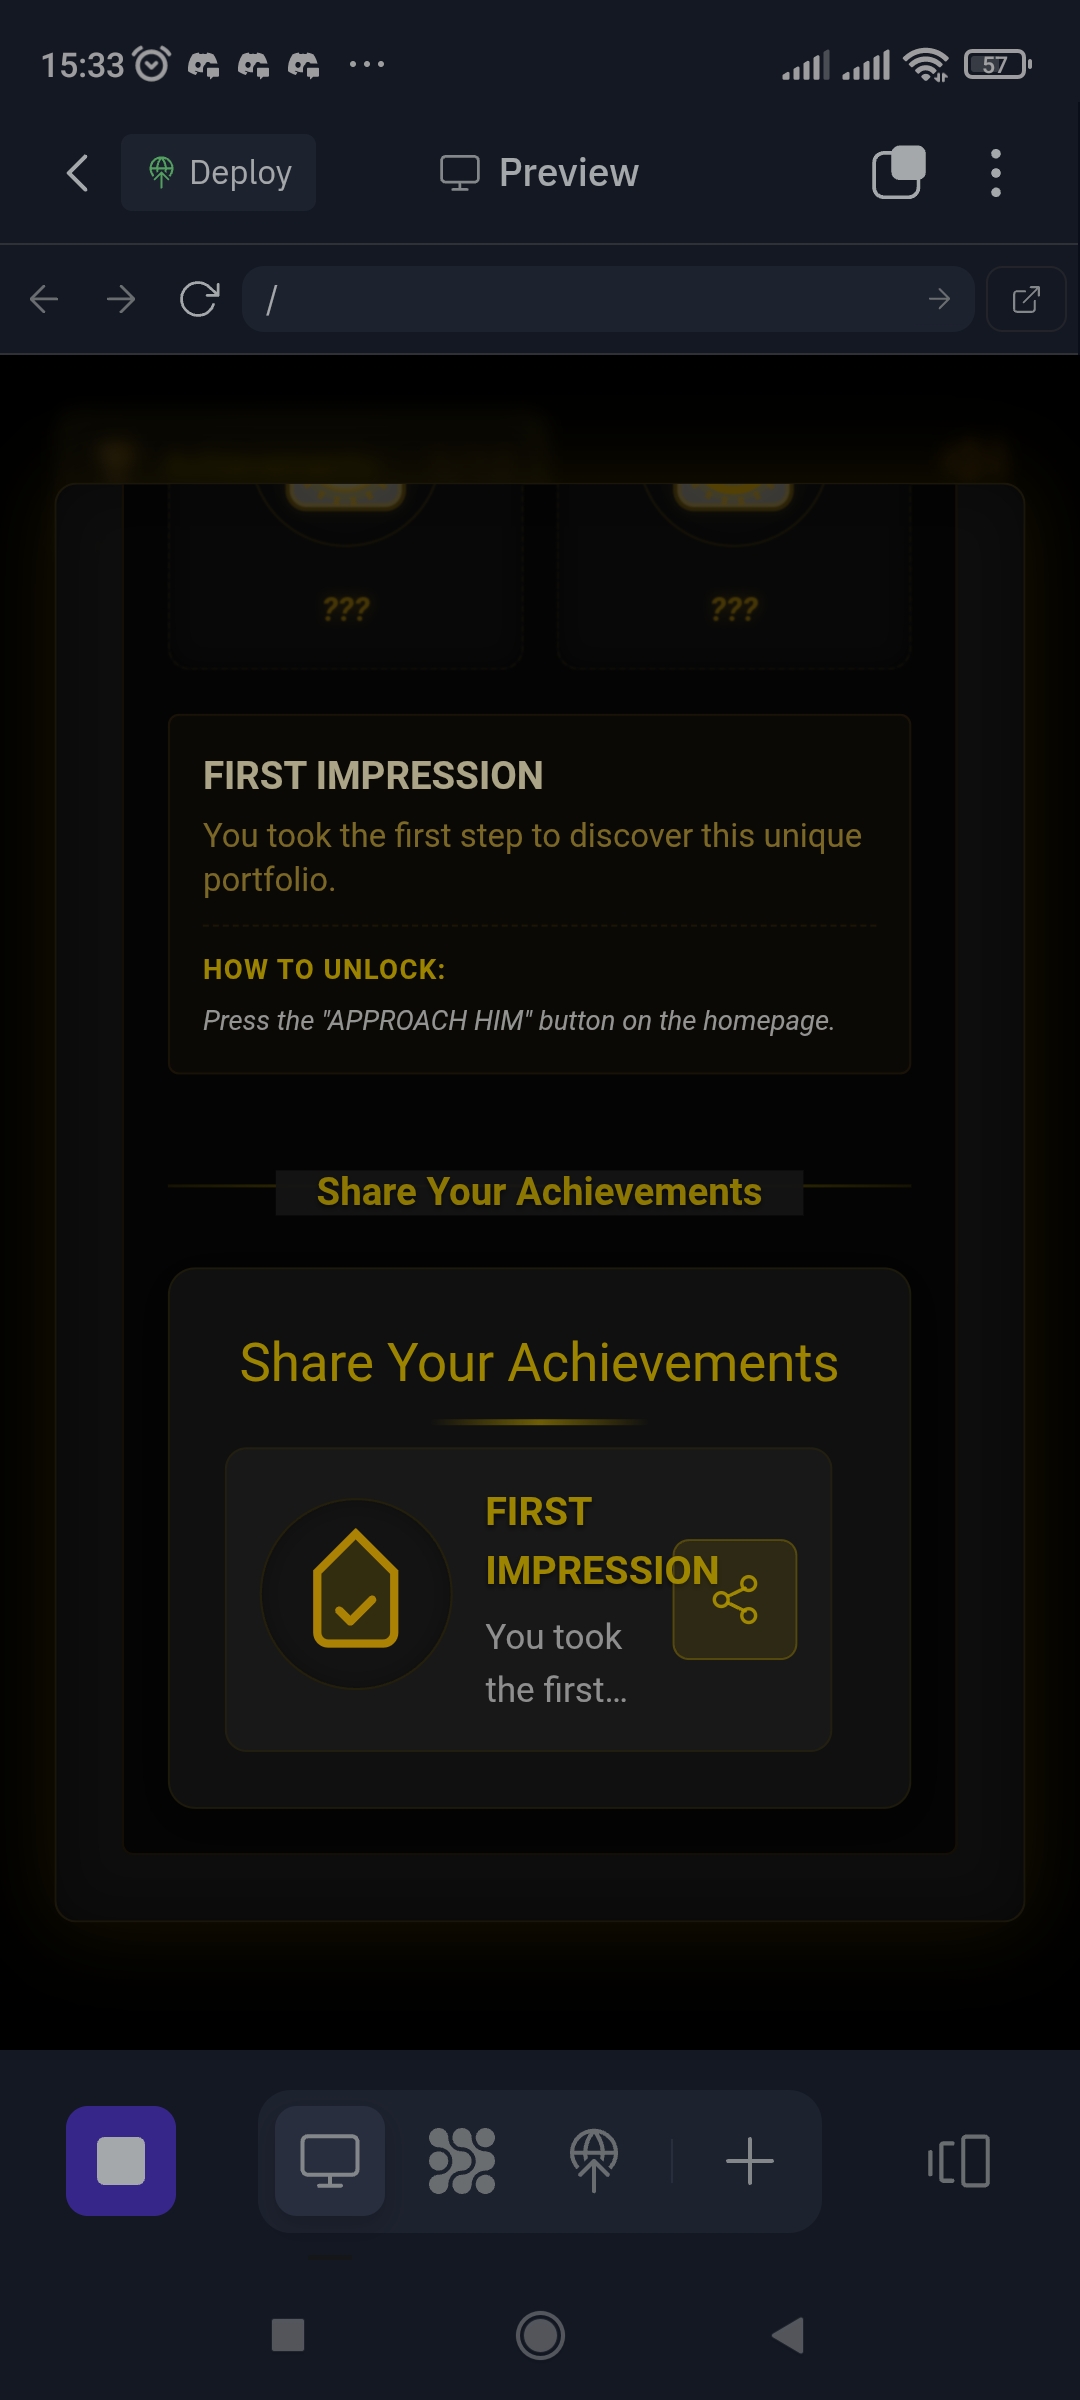 15:33
57
Deploy
Preview
/
???
???
FIRST IMPRESSION
You took the first step to discover this unique
portfolio.
HOW TO UNLOCK:
Press the "APPROACH HIM" button on the homepage.
Share Your Achievements
Share Your Achievements
FIRST
IMPRESSION
You took
the first...